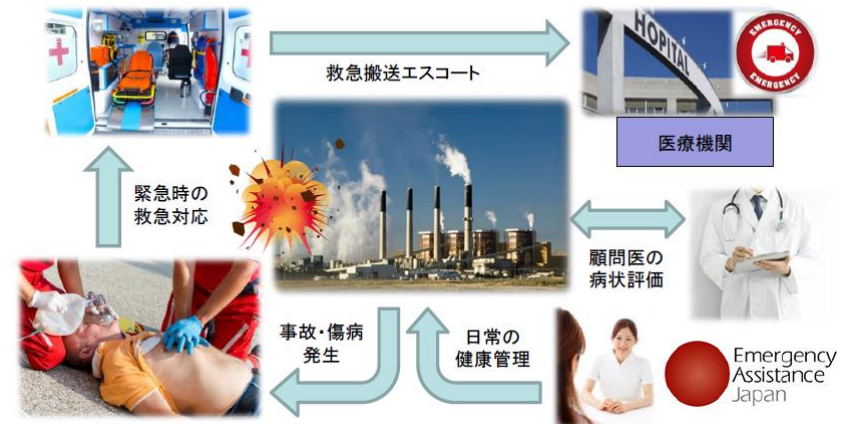 HOPITAL
EMERGENCY
EMERGENCY
救急搬送エスコート
医療機関
緊急時の
救急対応
顧問医の
病状評価
事故・傷病
発生
日常の
健康管理
Emergency
Assistance
Japan